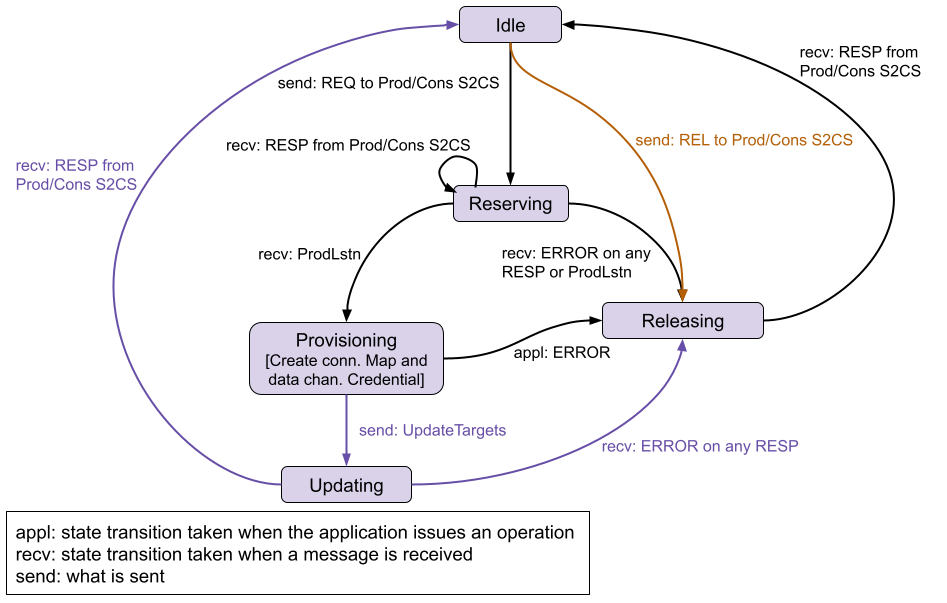 Idle
recv: RESP from
Prod/Cons S2CS
send: REQ to Prod/Cons S2CS
send: REL to Prod/Cons S2CS
recv: RESP from Prod/Cons S2CS
recv: RESP from
Prod/Cons S2CS
Reserving
recv: ProdLstn
recv: ERROR on any
RESP or ProdLstn
Releasing
Provisioning
[Create conn. Map and
data chan. Credential]
appl: ERROR
send: UpdateTargets
recv: ERROR on any RESP
Updating
appl: state transition taken when the application issues an operation
recv: state transition taken when a message is received
send: what is sent